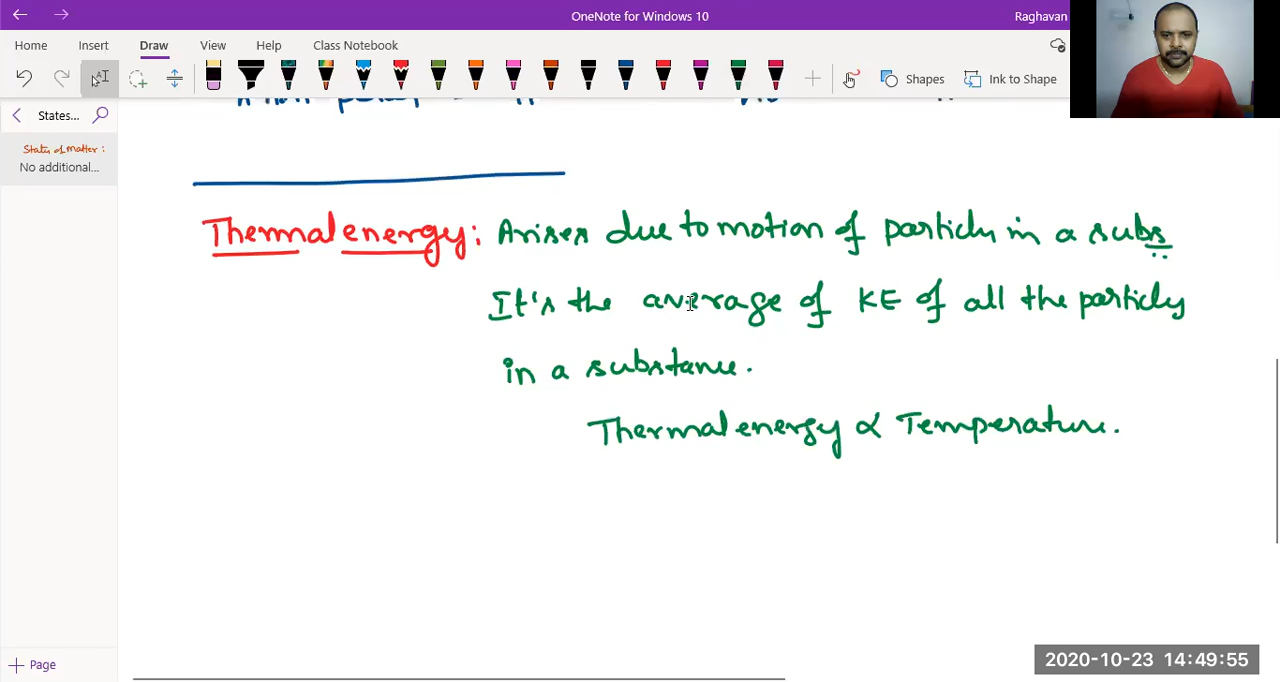 OneNote for Windows 10
Raghavan
Home Insert Draw View Help Class Notebook
Shapes Ink to Shape
States...
States of Matter :
No additional...
Thermal energy : Arises due to motion of particles in a subs
It's the average of KE of all the particles
in a substance.
Thermal energy ∝ Temperature.
Page
2020-10-23 14:49:55